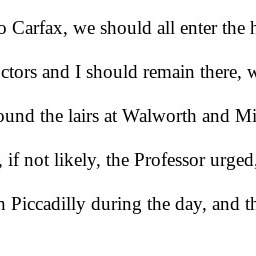 o Carfax, we should all enter the h
ctors and I should remain there, w
ound the lairs at Walworth and Mi
, if not likely, the Professor urged,
n Piccadilly during the day, and th